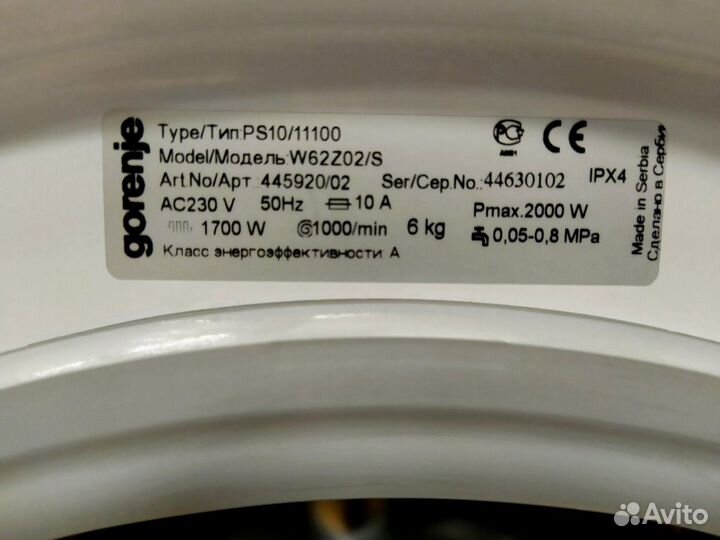 gorenje
Type/Тип:PS10/11100
Model/Модель:W62Z02/S
Art No/Арт.:445920/02 Ser/Сер.No.:44630102 IPX4
AC230 V 50Hz 10 A Pmax.2000 W
1700 W 1000/min 6 kg 0,05-0,8 MPa
Класс энергоэффективности: A
CE
Made in Serbia
Сделано в Серби
Avito